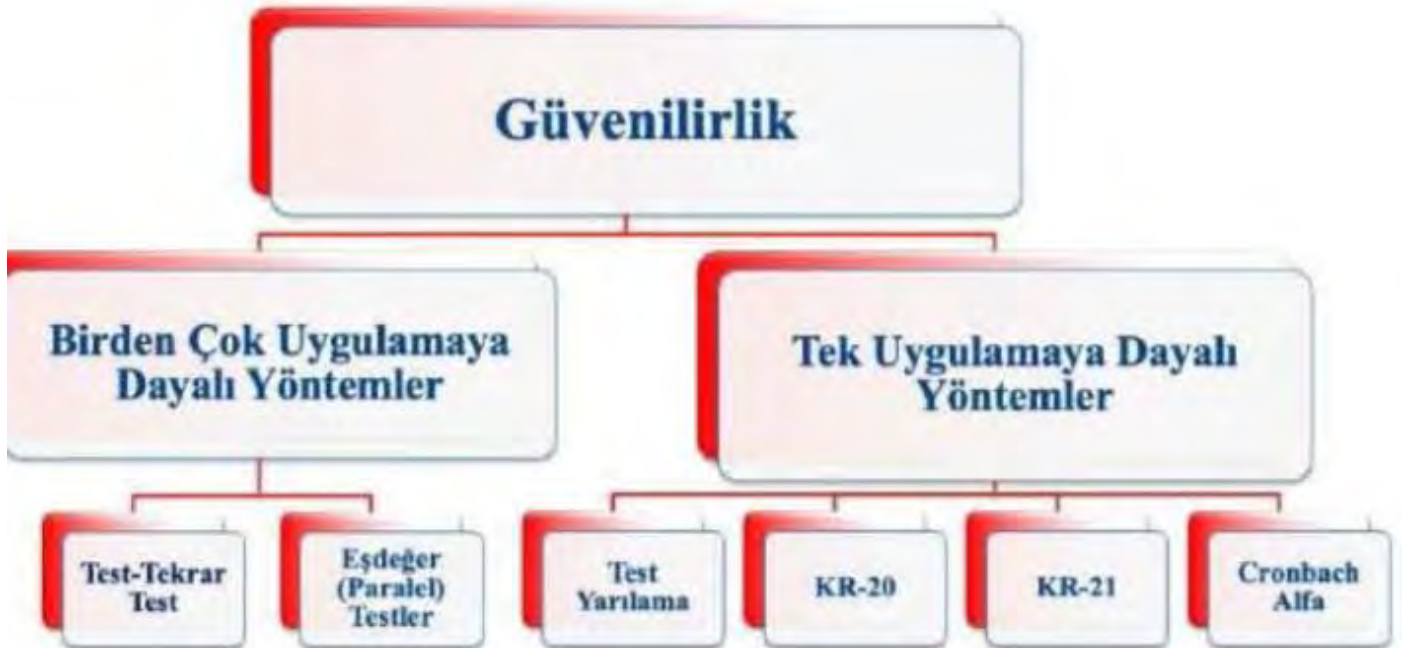 Güvenilirlik
Birden Çok Uygulamaya
Dayalı Yöntemler
Tek Uygulamaya Dayalı
Yöntemler
Test-Tekrar
Test
Eşdeğer
(Paralel)
Testler
Test
Yarılama
KR-20
KR-21
Cronbach
Alfa